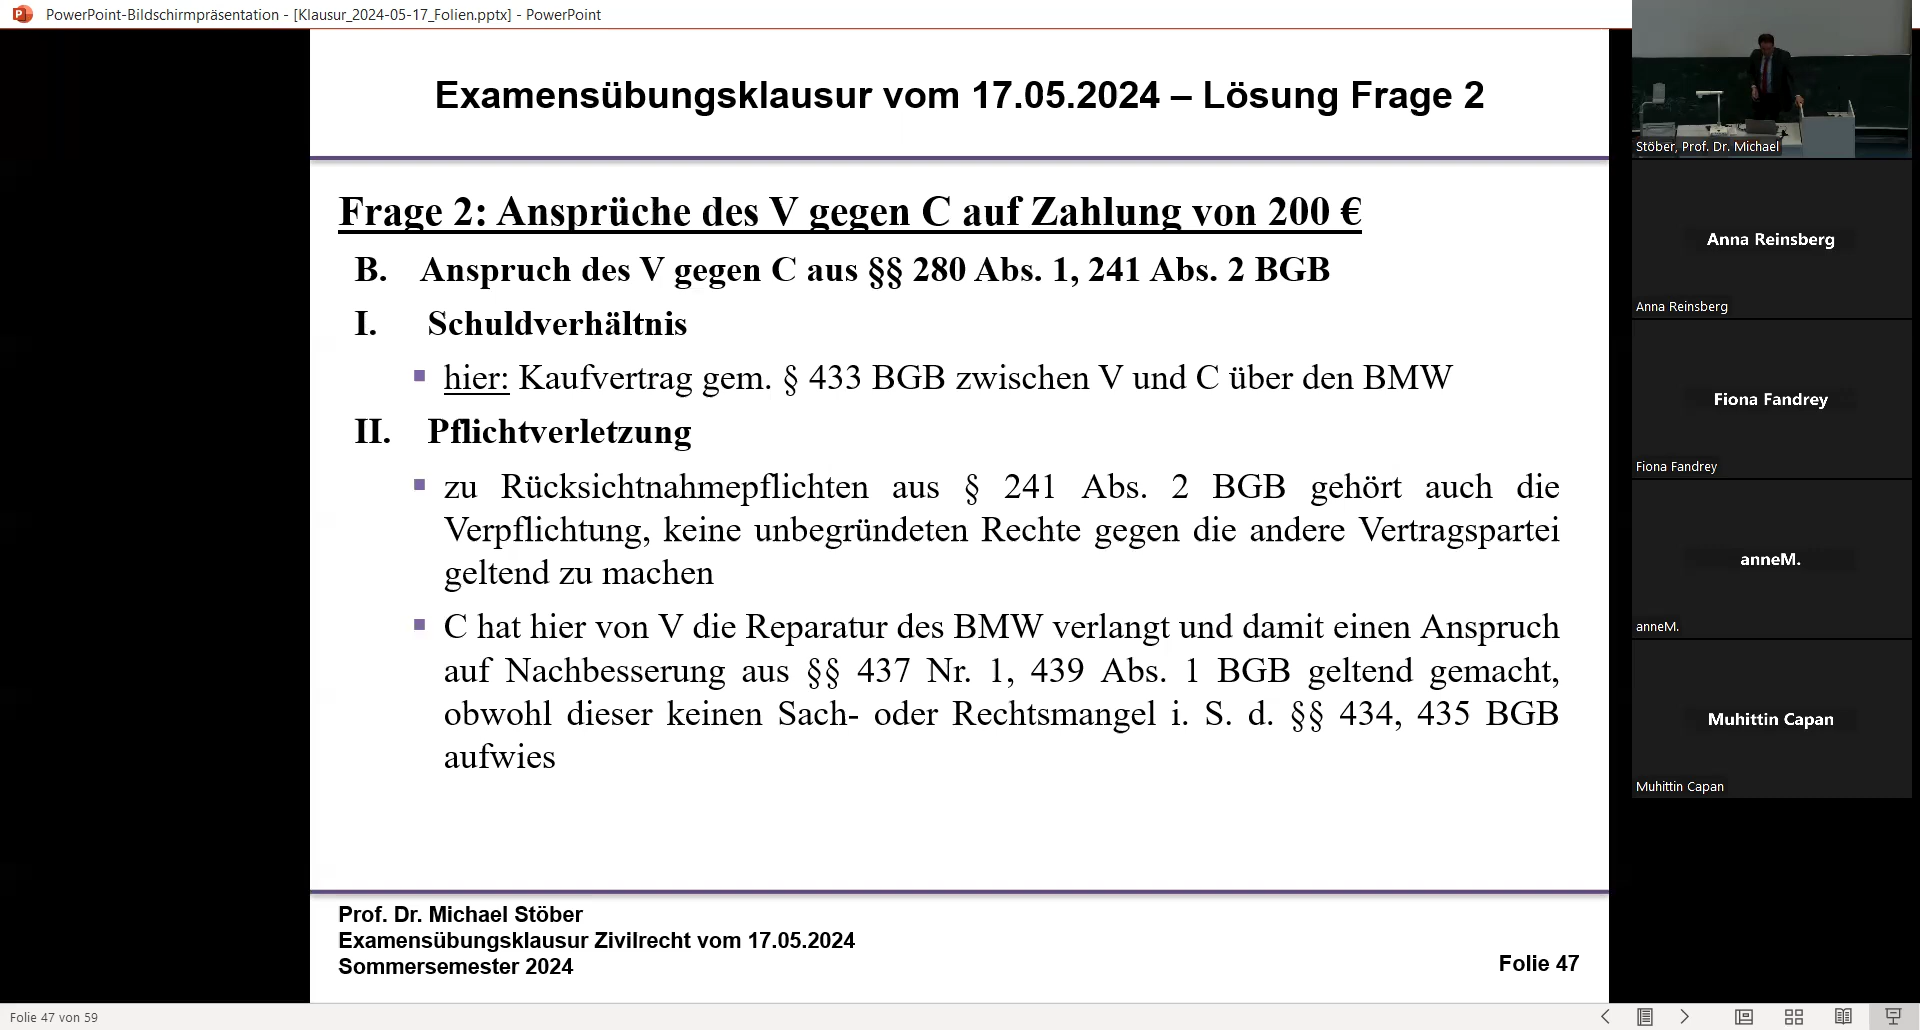 PowerPoint-Bildschirmpräsentation - [Klausur_2024-05-17_Folien.pptx] - PowerPoint
Examensübungsklausur vom 17.05.2024 – Lösung Frage 2
Frage 2: Ansprüche des V gegen C auf Zahlung von 200 €
B. Anspruch des V gegen C aus §§ 280 Abs. 1, 241 Abs. 2 BGB
I. Schuldverhältnis
▪ hier: Kaufvertrag gem. § 433 BGB zwischen V und C über den BMW
II. Pflichtverletzung
▪ zu Rücksichtnahmepflichten aus § 241 Abs. 2 BGB gehört auch die
Verpflichtung, keine unbegründeten Rechte gegen die andere Vertragspartei
geltend zu machen
▪ C hat hier von V die Reparatur des BMW verlangt und damit einen Anspruch
auf Nachbesserung aus §§ 437 Nr. 1, 439 Abs. 1 BGB geltend gemacht,
obwohl dieser keinen Sach- oder Rechtsmangel i. S. d. §§ 434, 435 BGB
aufwies
Prof. Dr. Michael Stöber
Examensübungsklausur Zivilrecht vom 17.05.2024
Sommersemester 2024
Folie 47
Stöber, Prof. Dr. Michael
Anna Reinsberg
Anna Reinsberg
Fiona Fandrey
Fiona Fandrey
anneM.
anneM.
Muhittin Capan
Muhittin Capan
Folie 47 von 59